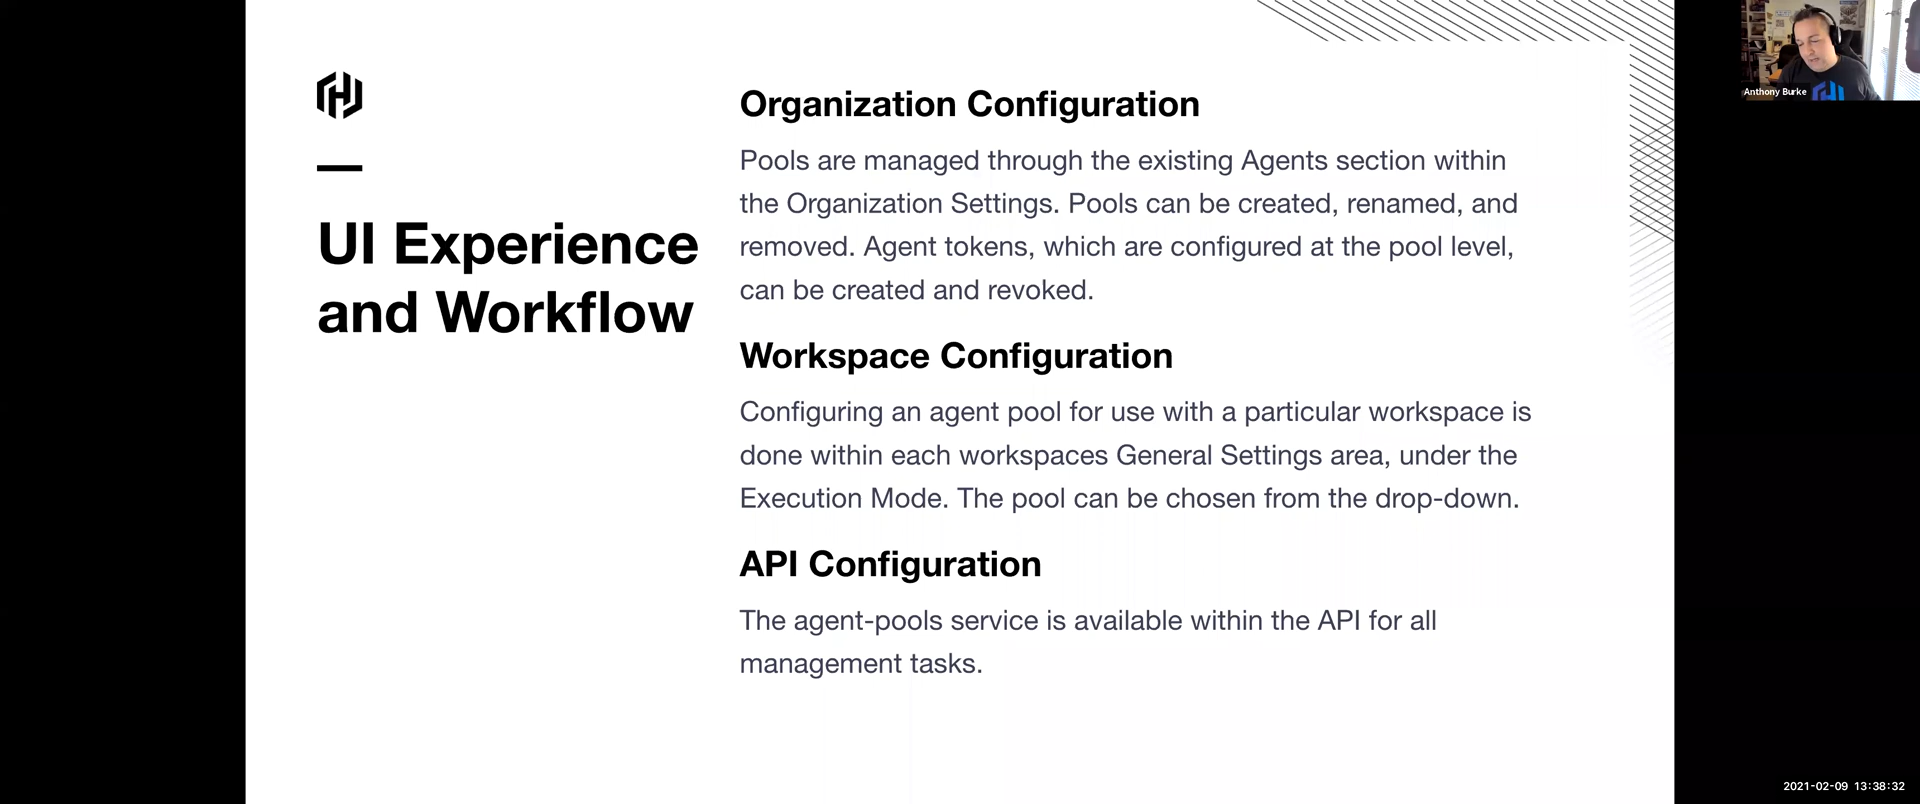 UI Experience
and Workflow
Organization Configuration
Pools are managed through the existing Agents section within
the Organization Settings. Pools can be created, renamed, and
removed. Agent tokens, which are configured at the pool level,
can be created and revoked.
Workspace Configuration
Configuring an agent pool for use with a particular workspace is
done within each workspaces General Settings area, under the
Execution Mode. The pool can be chosen from the drop-down.
API Configuration
The agent-pools service is available within the API for all
management tasks.
Anthony Burke
2021-02-09 13:38:32